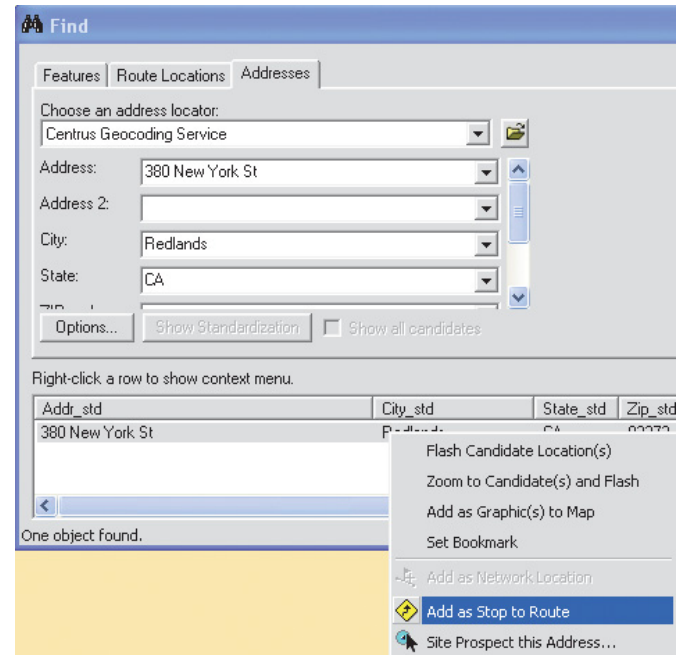 Find
Features Route Locations Addresses
Choose an address locator:
Centrus Geocoding Service
Address: 380 New York St
Address 2:
City: Redlands
State: CA
Options... Show Standardization Show all candidates
Right-click a row to show context menu.
Addr_std City_std State_std Zip_std
380 New York St
Flash Candidate Location(s)
Zoom to Candidate(s) and Flash
Add as Graphic(s) to Map
Set Bookmark
Add as Network Location
Add as Stop to Route
Site Prospect this Address...
One object found.